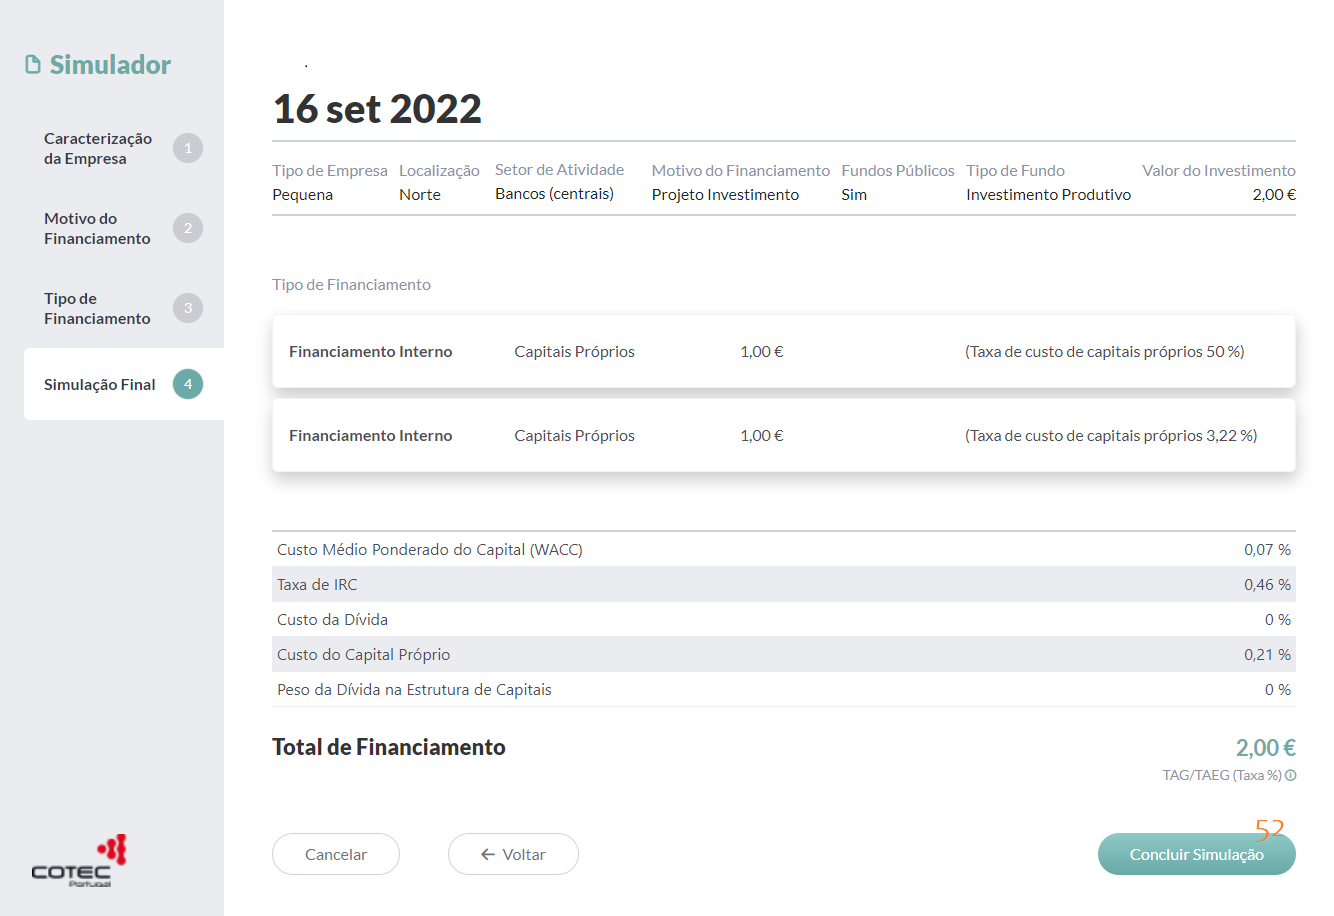 Simulador
Caracterização
da Empresa
1
Motivo do
Financiamento
2
Tipo de
Financiamento
3
Simulação Final
4
COTEC
Portugal
.
16 set 2022
Tipo de Empresa Localização Setor de Atividade Motivo do Financiamento Fundos Públicos Tipo de Fundo Valor do Investimento
Pequena Norte Bancos (centrais) Projeto Investimento Sim Investimento Produtivo 2,00 €
Tipo de Financiamento
Financiamento Interno Capitais Próprios 1,00 € (Taxa de custo de capitais próprios 50 %)
Financiamento Interno Capitais Próprios 1,00 € (Taxa de custo de capitais próprios 3,22 %)
Custo Médio Ponderado do Capital (WACC) 0,07 %
Taxa de IRC 0,46 %
Custo da Dívida 0 %
Custo do Capital Próprio 0,21 %
Peso da Dívida na Estrutura de Capitais 0 %
Total de Financiamento 2,00 €
TAG/TAEG (Taxa %)
52
Cancelar ← Voltar Concluir Simulação